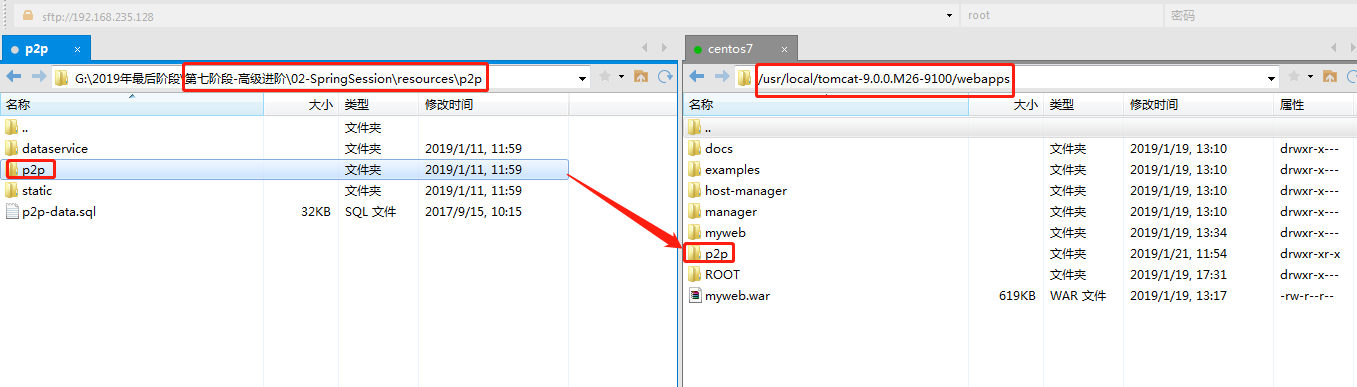 sftp://192.168.235.128 root 密码
p2p × centos7 ×
G:\2019年最后阶段\第七阶段-高级进阶\02-SpringSession\resources\p2p /usr/local/tomcat-9.0.0.M26-9100/webapps
名称 大小 类型 修改时间
.. 文件夹
dataservice 文件夹 2019/1/11, 11:59
p2p 文件夹 2019/1/11, 11:59
static 文件夹 2019/1/11, 11:59
p2p-data.sql 32KB SQL 文件 2017/9/15, 10:15
名称 大小 类型 修改时间 属性
.. 文件夹
docs 文件夹 2019/1/19, 13:10 drwxr-x---
examples 文件夹 2019/1/19, 13:10 drwxr-x---
host-manager 文件夹 2019/1/19, 13:10 drwxr-x---
manager 文件夹 2019/1/19, 13:10 drwxr-x---
myweb 文件夹 2019/1/19, 13:34 drwxr-x---
p2p 文件夹 2019/1/21, 11:54 drwxr-xr-x
ROOT 文件夹 2019/1/19, 17:31 drwxr-x---
myweb.war 619KB WAR 文件 2019/1/19, 13:17 -rw-r--r--